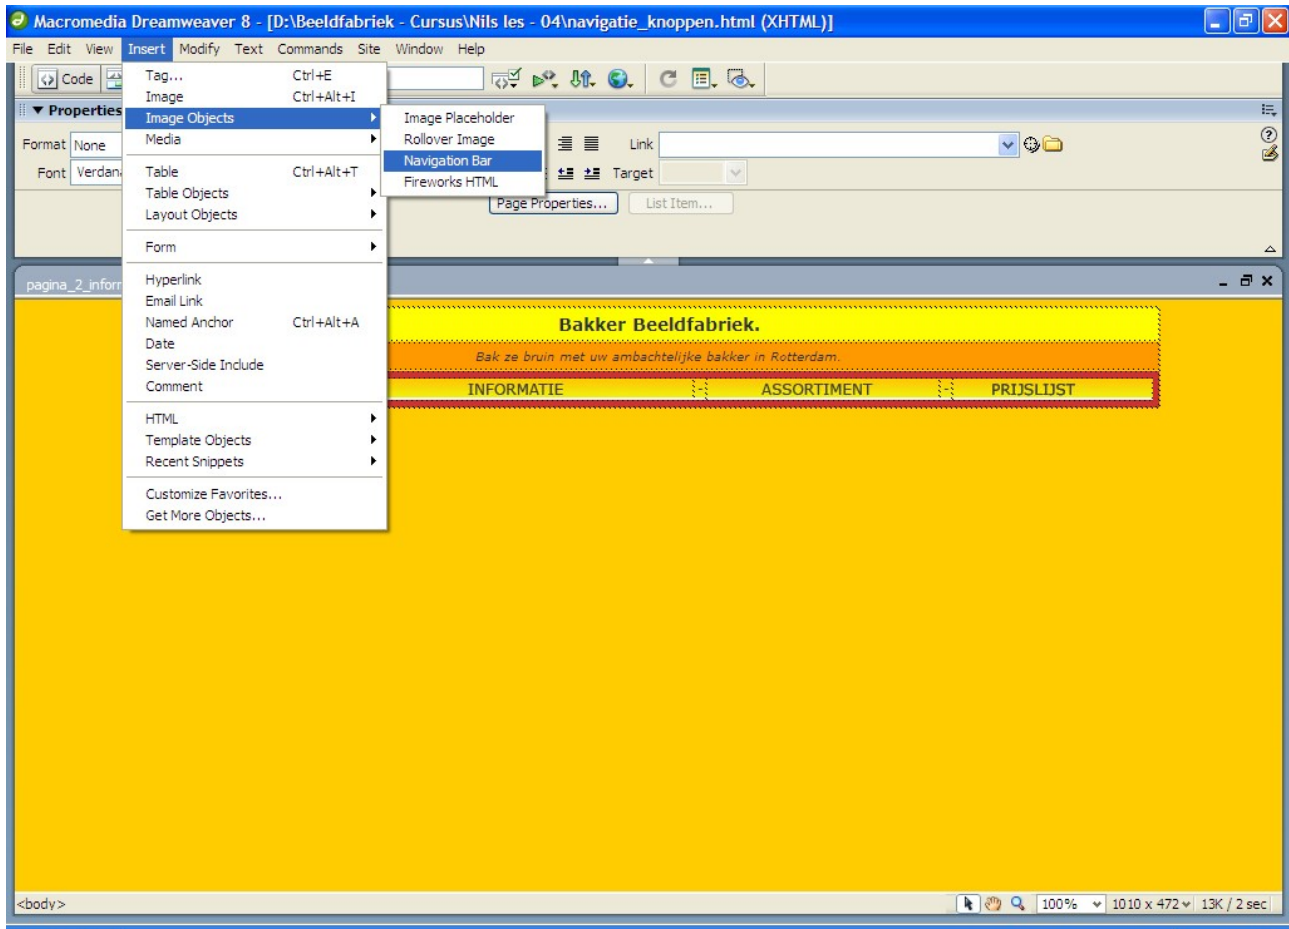 Macromedia Dreamweaver 8 - [D:\Beeldfabriek - Cursus\Nils les - 04\navigatie_knoppen.html (XHTML)]
File Edit View Insert Modify Text Commands Site Window Help
Code
Tag... Ctrl+E
Image Ctrl+Alt+I
Image Objects
Media
Table Ctrl+Alt+T
Table Objects
Layout Objects
Form
Hyperlink
Email Link
Named Anchor Ctrl+Alt+A
Date
Server-Side Include
Comment
HTML
Template Objects
Recent Snippets
Customize Favorites...
Get More Objects...
Image Placeholder
Rollover Image
Navigation Bar
Fireworks HTML
Properties
Format None Link
Font Verdan Target
Page Properties... List Item...
pagina_2_inforr
Bakker Beeldfabriek.
Bak ze bruin met uw ambachtelijke bakker in Rotterdam.
INFORMATIE - ASSORTIMENT - PRIJSLIJST
<body> 100% 1010 x 472 13K / 2 sec